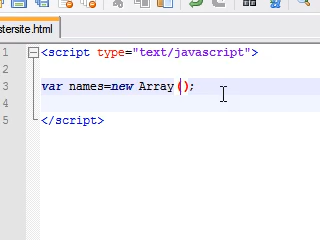 stersite.html
1 <script type="text/javascript">
2
3 var names=new Array();
4
5 </script>